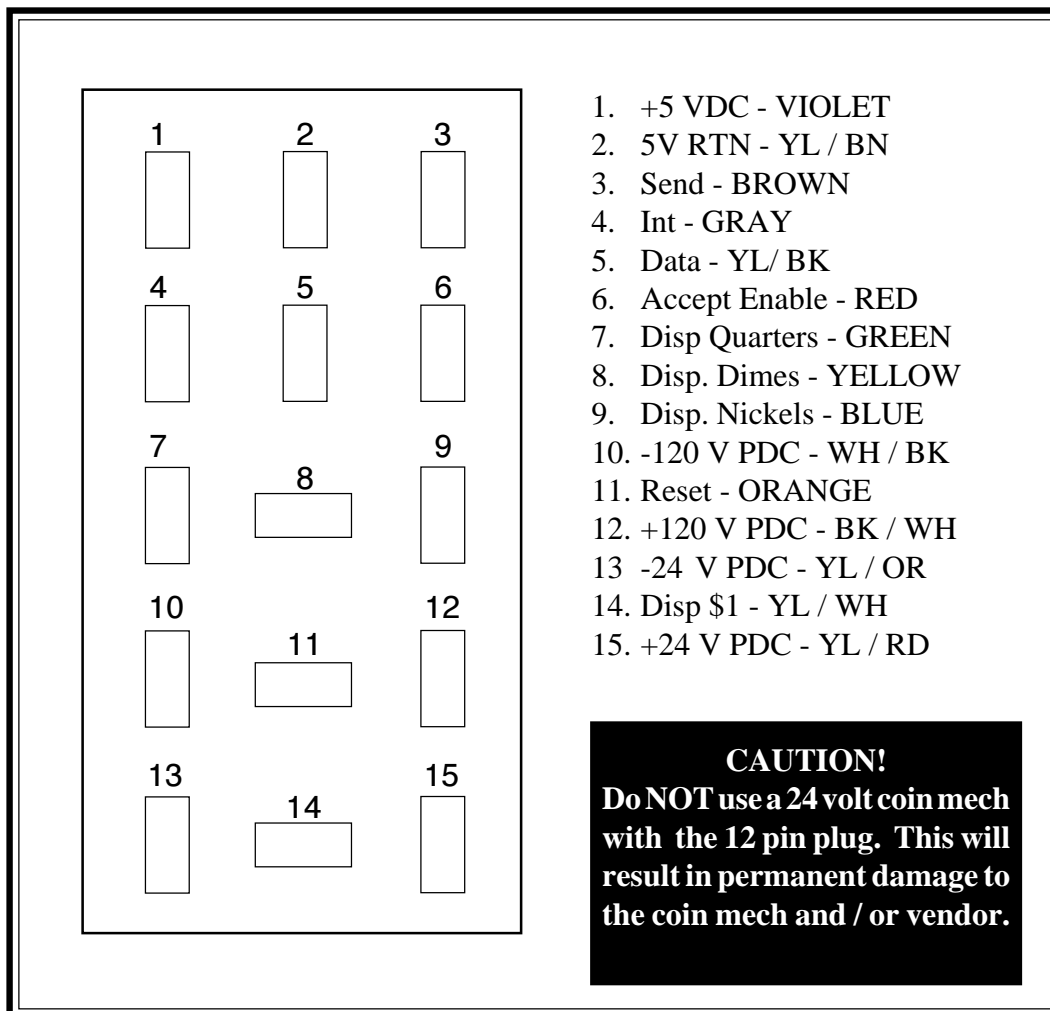 1 2 3
4 5 6
7 8 9
10 11 12
13 14 15
1. +5 VDC - VIOLET
2. 5V RTN - YL / BN
3. Send - BROWN
4. Int - GRAY
5. Data - YL/ BK
6. Accept Enable - RED
7. Disp Quarters - GREEN
8. Disp. Dimes - YELLOW
9. Disp. Nickels - BLUE
10. -120 V PDC - WH / BK
11. Reset - ORANGE
12. +120 V PDC - BK / WH
13 -24 V PDC - YL / OR
14. Disp $1 - YL / WH
15. +24 V PDC - YL / RD
CAUTION!
Do NOT use a 24 volt coin mech
with the 12 pin plug. This will
result in permanent damage to
the coin mech and / or vendor.